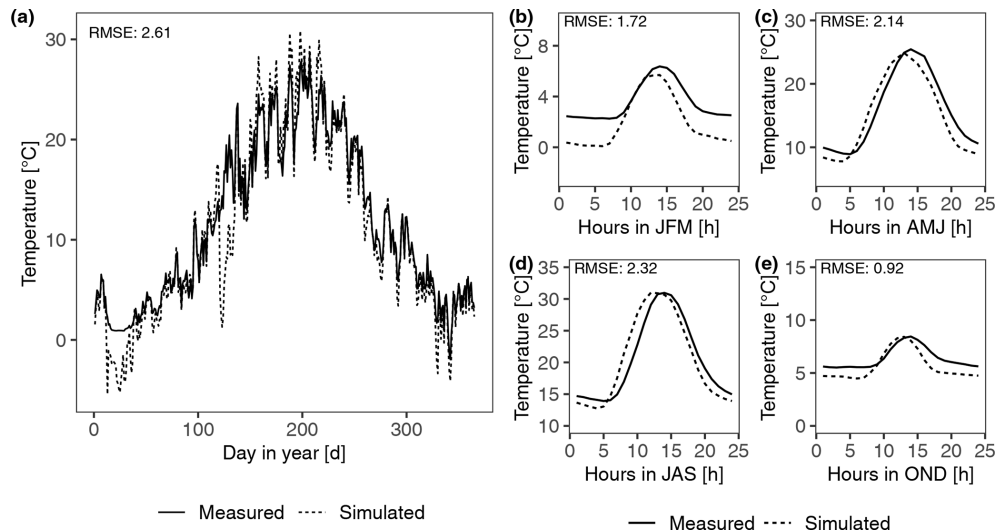 (a)
RMSE: 2.61
Temperature [°C]
30
20
10
0
0 100 200 300
Day in year [d]
Measured Simulated
(b)
RMSE: 1.72
Temperature [°C]
8
4
0
0 5 10 15 20 25
Hours in JFM [h]
(c)
RMSE: 2.14
Temperature [°C]
30
20
10
0 5 10 15 20 25
Hours in AMJ [h]
(d)
RMSE: 2.32
Temperature [°C]
35
30
25
20
15
10
0 5 10 15 20 25
Hours in JAS [h]
(e)
RMSE: 0.92
Temperature [°C]
15
10
5
0
0 5 10 15 20 25
Hours in OND [h]
Measured Simulated